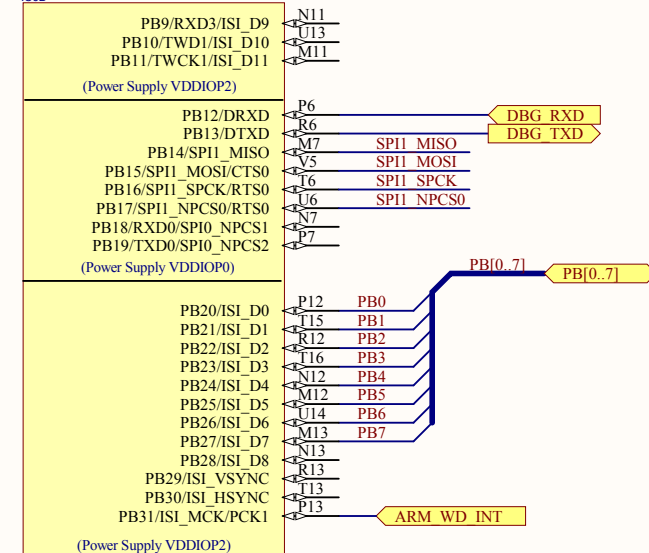 PB9/RXD3/ISI_D9 N11
PB10/TWD1/ISI_D10 U13
PB11/TWCK1/ISI_D11 M11
(Power Supply VDDIOP2)
PB12/DRXD P6 DBG_RXD
PB13/DTXD R6 DBG_TXD
PB14/SPI1_MISO M7 SPI1_MISO
PB15/SPI1_MOSI/CTS0 V5 SPI1_MOSI
PB16/SPI1_SPCK/RTS0 T6 SPI1_SPCK
PB17/SPI1_NPCS0/RTS0 U6 SPI1_NPCS0
PB18/RXD0/SPI0_NPCS1 N7
PB19/TXD0/SPI0_NPCS2 P7
(Power Supply VDDIOP0)
PB[0..7] PB[0..7]
PB20/ISI_D0 P12 PB0
PB21/ISI_D1 T15 PB1
PB22/ISI_D2 R12 PB2
PB23/ISI_D3 T16 PB3
PB24/ISI_D4 N12 PB4
PB25/ISI_D5 M12 PB5
PB26/ISI_D6 U14 PB6
PB27/ISI_D7 M13 PB7
PB28/ISI_D8 N13
PB29/ISI_VSYNC R13
PB30/ISI_HSYNC T13
PB31/ISI_MCK/PCK1 P13 ARM_WD_INT
(Power Supply VDDIOP2)